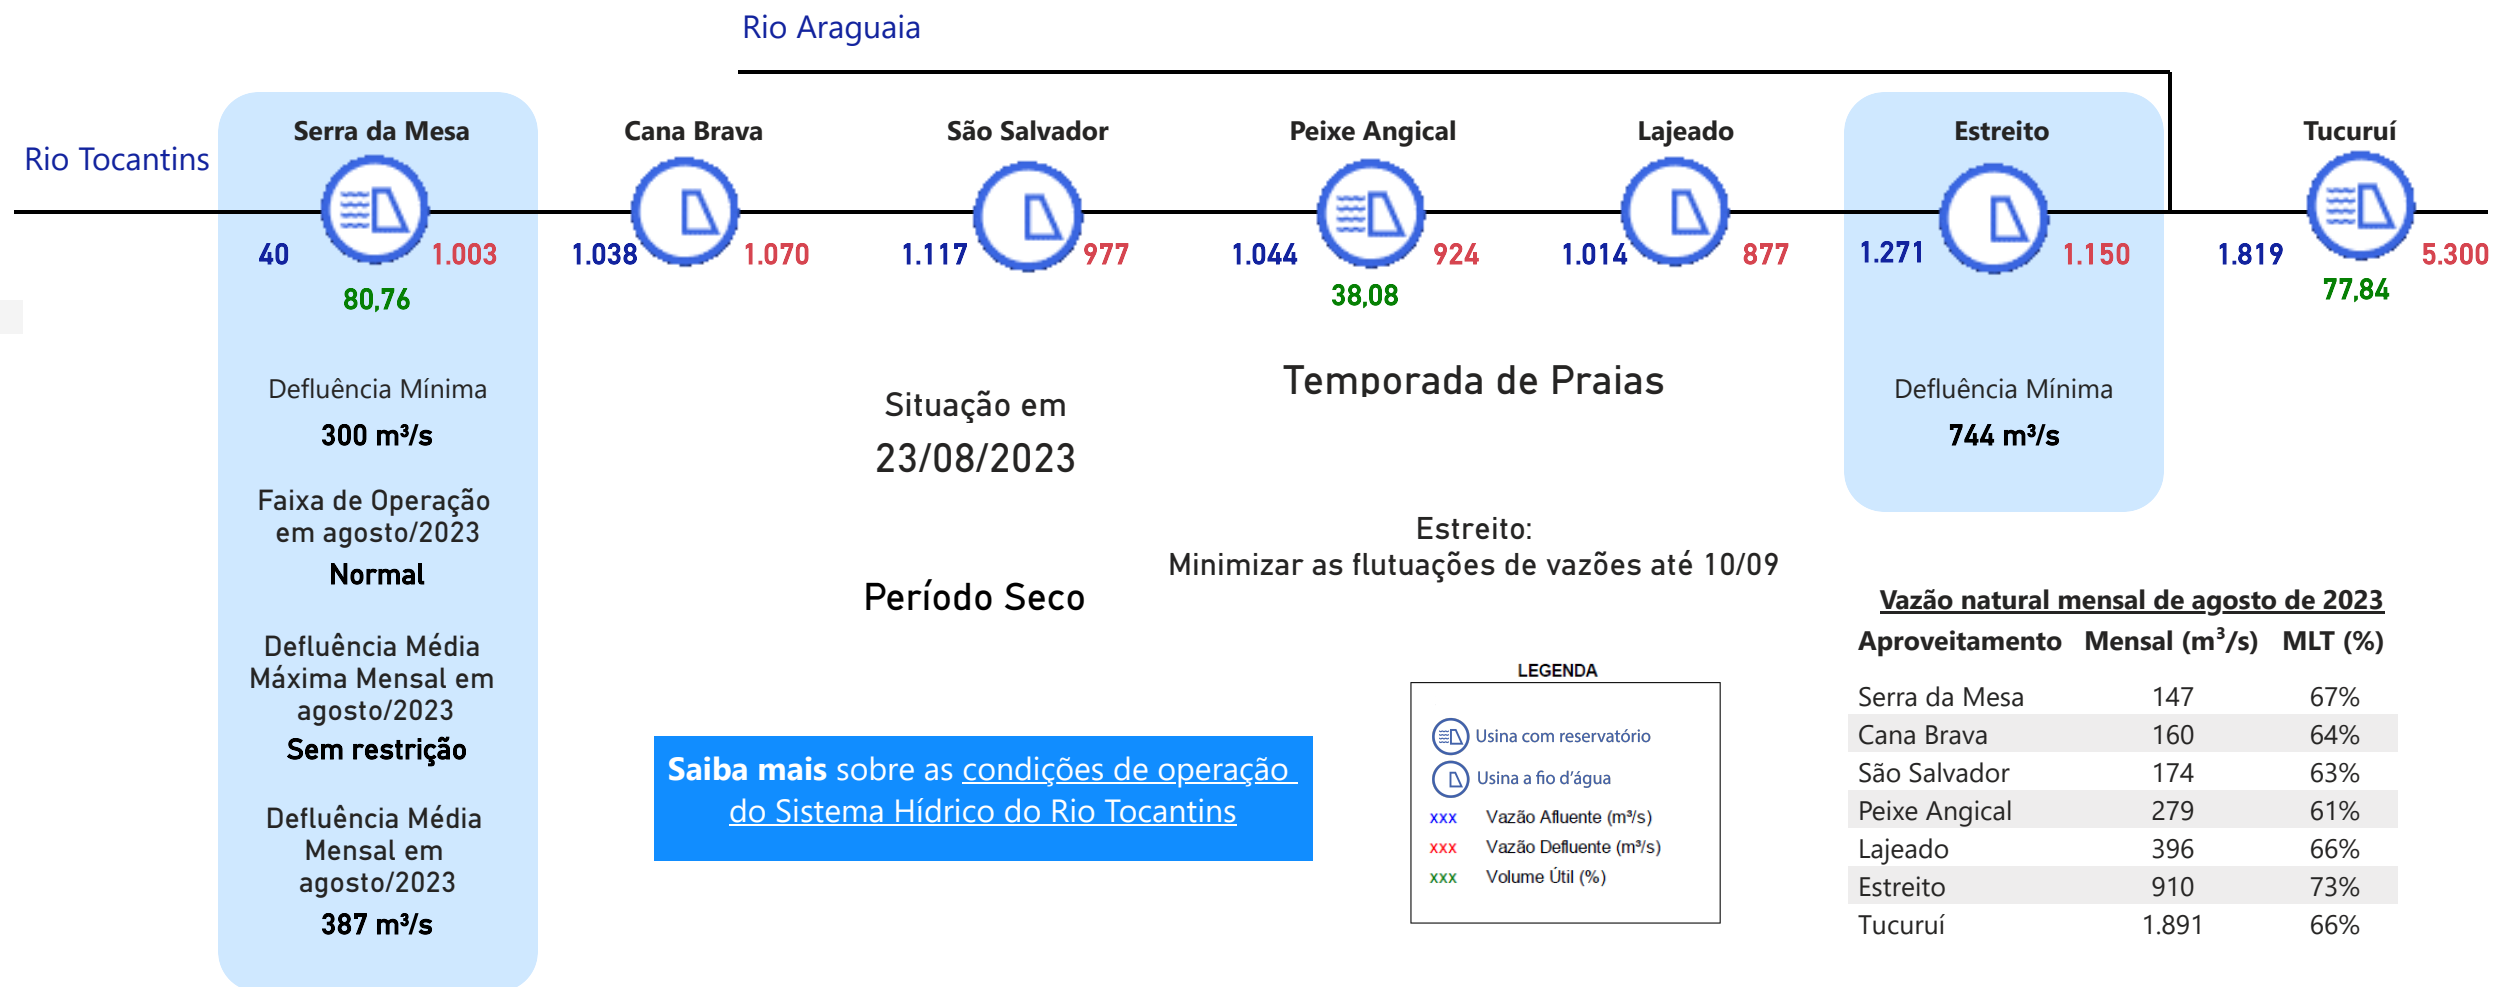 Rio Araguaia
Rio Tocantins
Serra da Mesa
Cana Brava
São Salvador
Peixe Angical
Lajeado
Estreito
Tucuruí
40
1.003
1.038
1.070
1.117
977
1.044
924
1.014
877
1.271
1.150
1.819
5.300
80,76
38,08
77,84
Defluência Mínima
300 m³/s
Faixa de Operação
em agosto/2023
Normal
Defluência Média
Máxima Mensal em
agosto/2023
Sem restrição
Defluência Média
Mensal em
agosto/2023
387 m³/s
Situação em
23/08/2023
Período Seco
Temporada de Praias
Estreito:
Minimizar as flutuações de vazões até 10/09
Defluência Mínima
744 m³/s
Saiba mais sobre as condições de operação
do Sistema Hídrico do Rio Tocantins
LEGENDA
Usina com reservatório
Usina a fio d'água
xxx Vazão Afluente (m³/s)
xxx Vazão Defluente (m³/s)
xxx Volume Útil (%)
Vazão natural mensal de agosto de 2023
Aproveitamento Mensal (m³/s) MLT (%)
Serra da Mesa 147 67%
Cana Brava 160 64%
São Salvador 174 63%
Peixe Angical 279 61%
Lajeado 396 66%
Estreito 910 73%
Tucuruí 1.891 66%